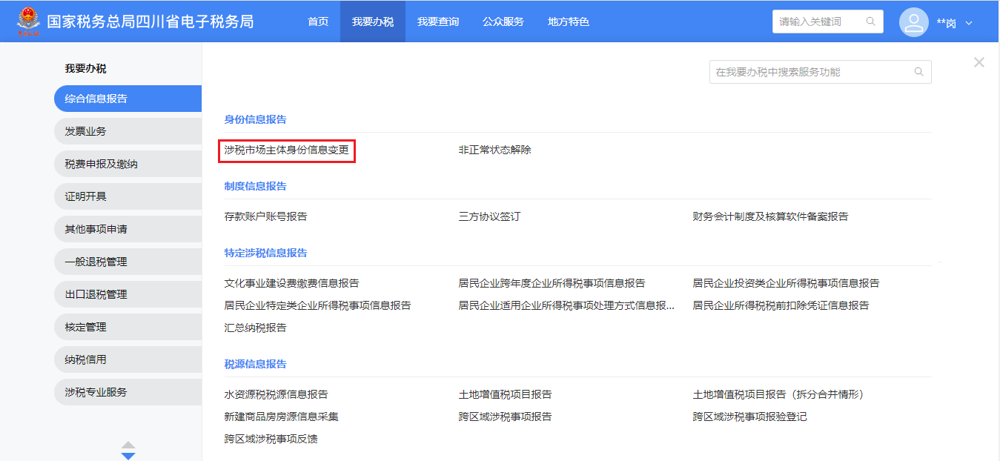 国家税务总局四川省电子税务局 首页 我要办税 我要查询 公众服务 地方特色 请输入关键词 **岗
我要办税
在我要办税中搜索服务功能
综合信息报告
发票业务
税费申报及缴纳
证明开具
其他事项申请
一般退税管理
出口退税管理
核定管理
纳税信用
涉税专业服务
身份信息报告
涉税市场主体身份信息变更 非正常状态解除
制度信息报告
存款账户账号报告 三方协议签订 财务会计制度及核算软件备案报告
特定涉税信息报告
文化事业建设费缴费信息报告 居民企业跨年度企业所得税事项信息报告 居民企业投资类企业所得税事项信息报告
居民企业特定类企业所得税事项信息报告 居民企业适用企业所得税事项处理方式信息报... 居民企业所得税税前扣除凭证信息报告
汇总纳税报告
税源信息报告
水资源税税源信息报告 土地增值税项目报告 土地增值税项目报告（拆分合并情形）
新建商品房房源信息采集 跨区域涉税事项报告 跨区域涉税事项报验登记
跨区域涉税事项反馈